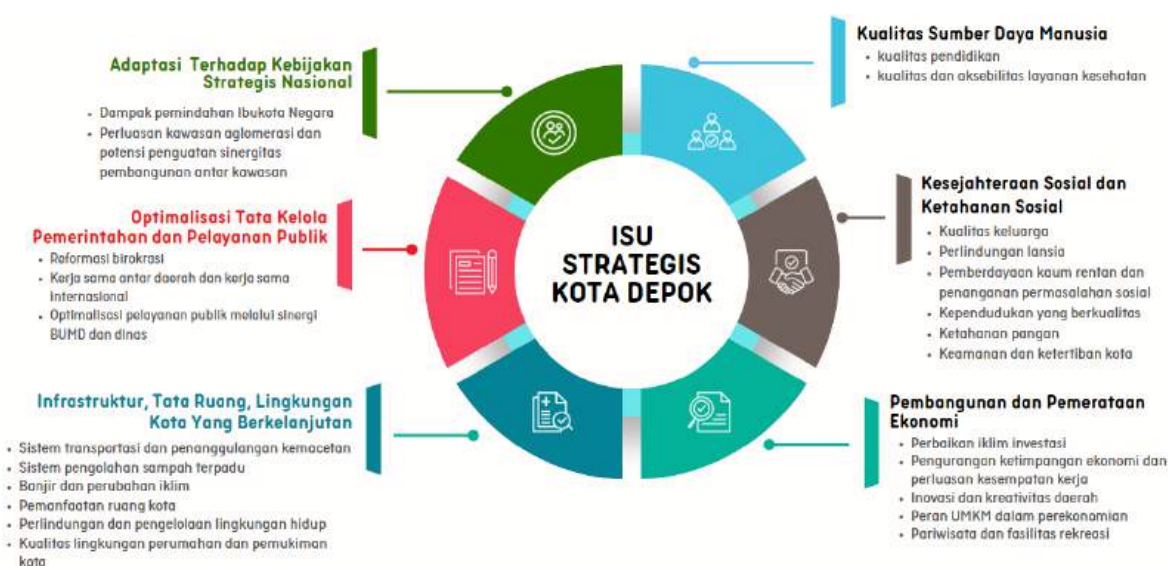 ISU
STRATEGIS
KOTA DEPOK
Kualitas Sumber Daya Manusia
• kualitas pendidikan
• kualitas dan aksebilitas layanan kesehatan
Kesejahteraan Sosial dan
Ketahanan Sosial
• Kualitas keluarga
• Perlindungan lansia
• Pemberdayaan kaum rentan dan
penanganan permasalahan sosial
• Kependudukan yang berkualitas
• Ketahanan pangan
• Keamanan dan ketertiban kota
Pembangunan dan Pemerataan
Ekonomi
• Perbaikan iklim investasi
• Pengurangan ketimpangan ekonomi dan
perluasan kesempatan kerja
• Inovasi dan kreativitas daerah
• Peran UMKM dalam perekonomian
• Pariwisata dan fasilitas rekreasi
Infrastruktur, Tata Ruang, Lingkungan
Kota Yang Berkelanjutan
• Sistem transportasi dan penanggulangan kemacetan
• Sistem pengolahan sampah terpadu
• Banjir dan perubahan iklim
• Pemanfaatan ruang kota
• Perlindungan dan pengelolaan lingkungan hidup
• Kualitas lingkungan perumahan dan pemukiman
kota
Optimalisasi Tata Kelola
Pemerintahan dan Pelayanan Publik
• Reformasi birokrasi
• Kerja sama antar daerah dan kerja sama
internasional
• Optimalisasi pelayanan publik melalui sinergi
BUMD dan dinas
Adaptasi Terhadap Kebijakan
Strategis Nasional
• Dampak pemindahan Ibukota Negara
• Perluasan kawasan aglomerasi dan
potensi penguatan sinergitas
pembangunan antar kawasan